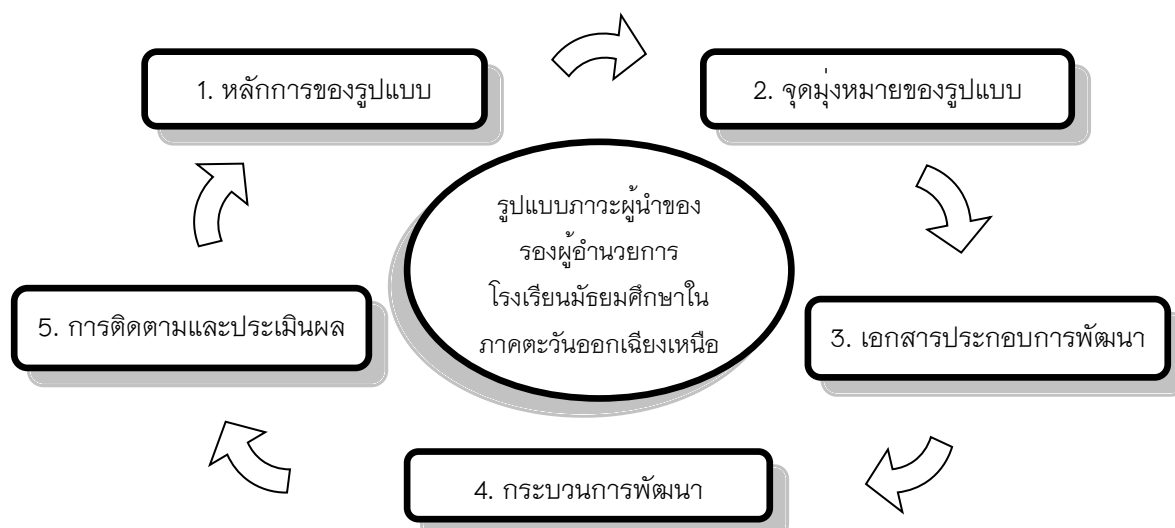 1. หลักการของรูปแบบ
2. จุดมุ่งหมายของรูปแบบ
รูปแบบภาวะผู้นำของ
รองผู้อำนวยการ
โรงเรียนมัธยมศึกษาใน
ภาคตะวันออกเฉียงเหนือ
3. เอกสารประกอบการพัฒนา
4. กระบวนการพัฒนา
5. การติดตามและประเมินผล